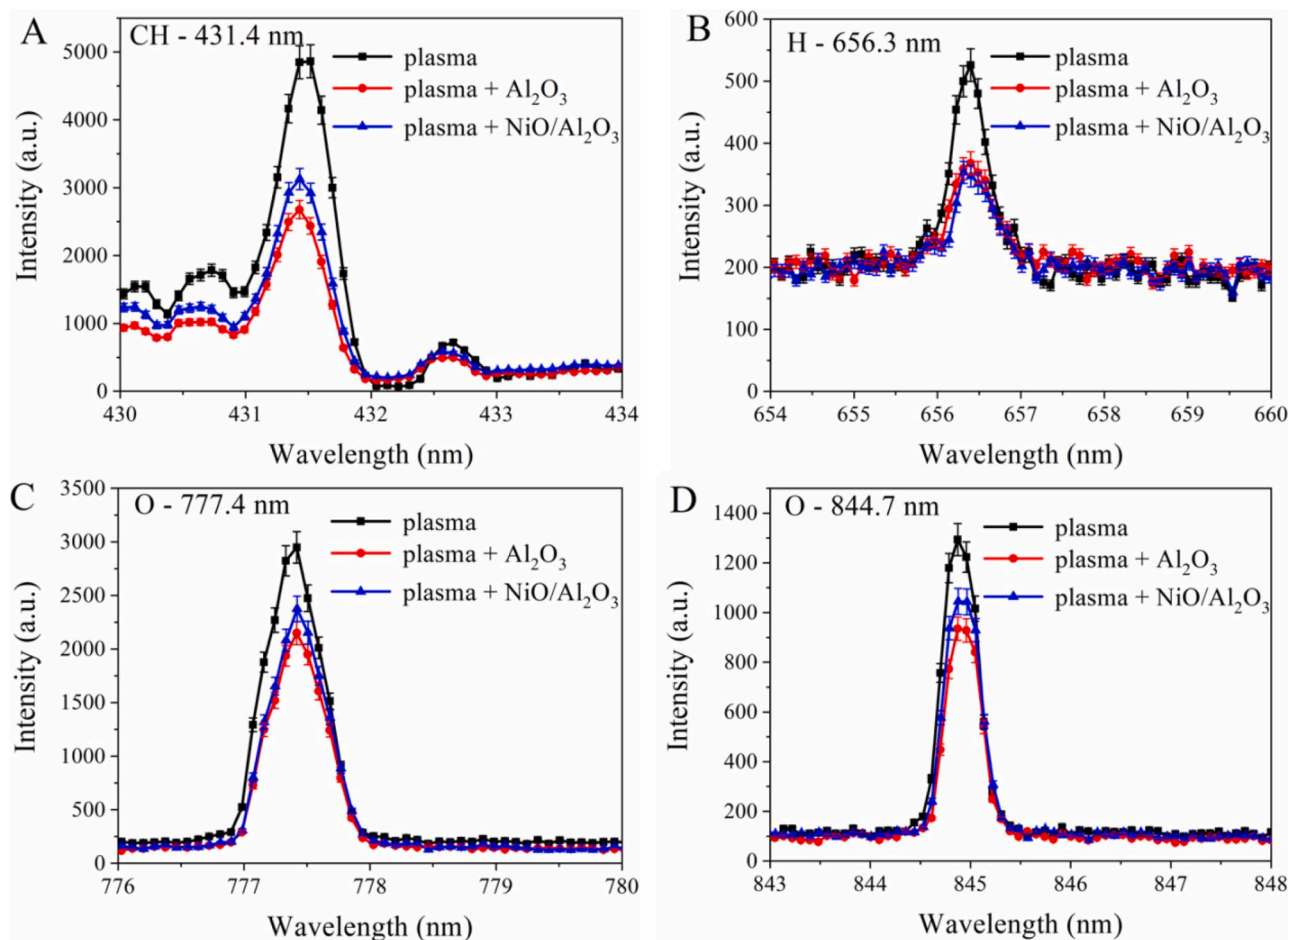 A
CH - 431.4 nm
plasma
plasma + Al₂O₃
plasma + NiO/Al₂O₃
Intensity (a.u.)
5000
4000
3000
2000
1000
0
430
431
432
433
434
Wavelength (nm)
B
H - 656.3 nm
plasma
plasma + Al₂O₃
plasma + NiO/Al₂O₃
Intensity (a.u.)
600
500
400
300
200
100
0
654
655
656
657
658
659
660
Wavelength (nm)
C
O - 777.4 nm
plasma
plasma + Al₂O₃
plasma + NiO/Al₂O₃
Intensity (a.u.)
3500
3000
2500
2000
1500
1000
500
0
776
777
778
779
780
Wavelength (nm)
D
O - 844.7 nm
plasma
plasma + Al₂O₃
plasma + NiO/Al₂O₃
Intensity (a.u.)
1400
1200
1000
800
600
400
200
0
843
844
845
846
847
848
Wavelength (nm)